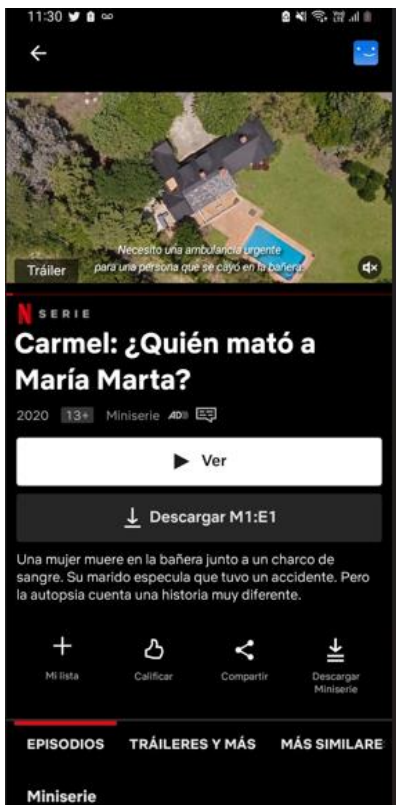 11:30
Necesito una ambulancia urgente
para una persona que se cayó en la bañera.
Tráiler
N SERIE
Carmel: ¿Quién mató a
María Marta?
2020 13+ Miniserie AD
Ver
Descargar M1:E1
Una mujer muere en la bañera junto a un charco de
sangre. Su marido especula que tuvo un accidente. Pero
la autopsia cuenta una historia muy diferente.
Mi lista Calificar Compartir Descargar
Miniserie
EPISODIOS TRÁILERES Y MÁS MÁS SIMILARE
Miniserie